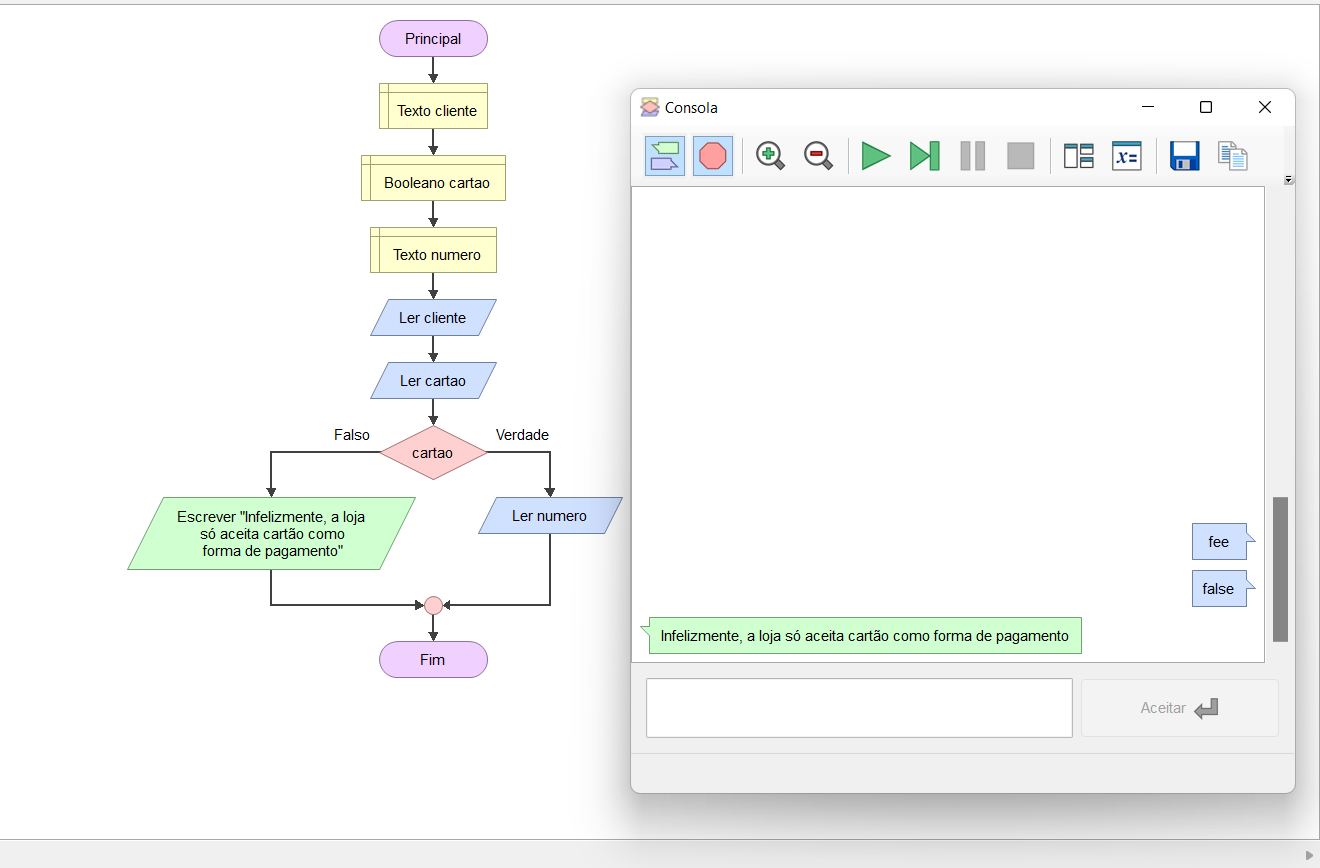 Principal
Texto cliente
Booleano cartao
Texto numero
Ler cliente
Ler cartao
Falso
Verdade
cartao
Escrever "Infelizmente, a loja
só aceita cartão como
forma de pagamento"
Ler numero
Fim
Consola
x=
fee
false
Infelizmente, a loja só aceita cartão como forma de pagamento
Aceitar